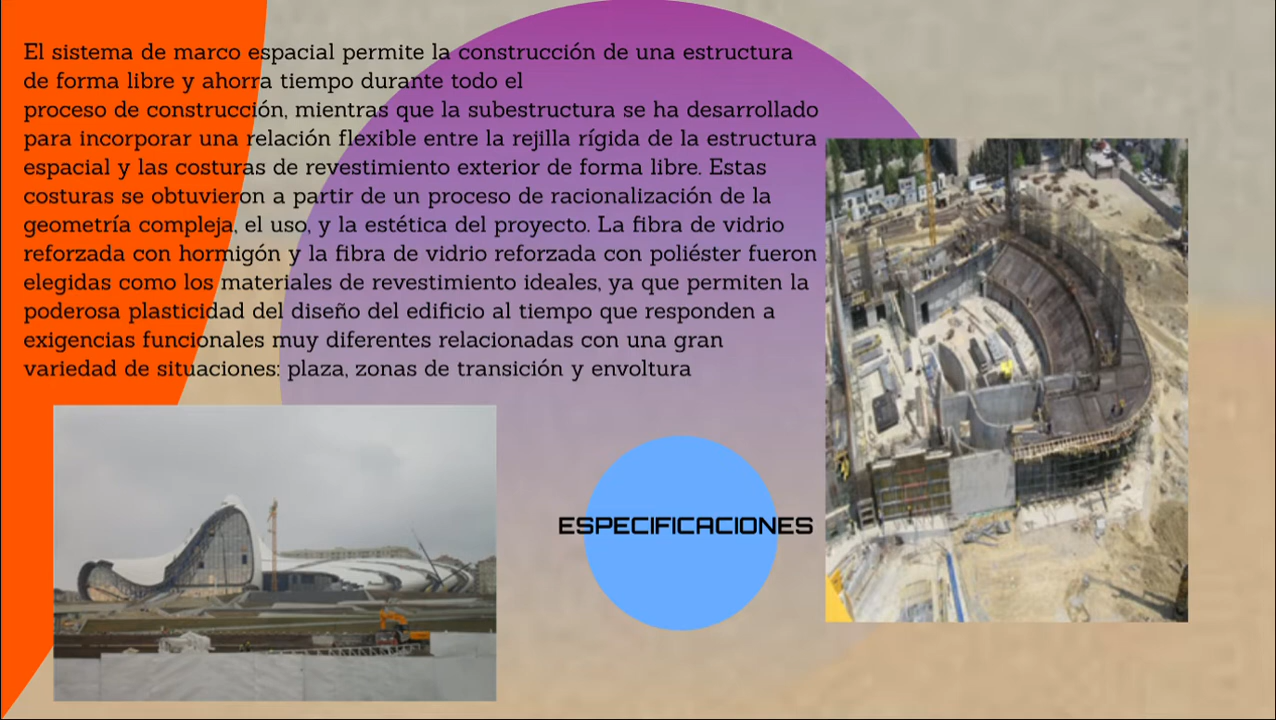 El sistema de marco espacial permite la construcción de una estructura
de forma libre y ahorra tiempo durante todo el
proceso de construcción, mientras que la subestructura se ha desarrollado
para incorporar una relación flexible entre la rejilla rígida de la estructura
espacial y las costuras de revestimiento exterior de forma libre. Estas
costuras se obtuvieron a partir de un proceso de racionalización de la
geometría compleja, el uso, y la estética del proyecto. La fibra de vidrio
reforzada con hormigón y la fibra de vidrio reforzada con poliéster fueron
elegidas como los materiales de revestimiento ideales, ya que permiten la
poderosa plasticidad del diseño del edificio al tiempo que responden a
exigencias funcionales muy diferentes relacionadas con una gran
variedad de situaciones: plaza, zonas de transición y envoltura
ESPECIFICACIONES